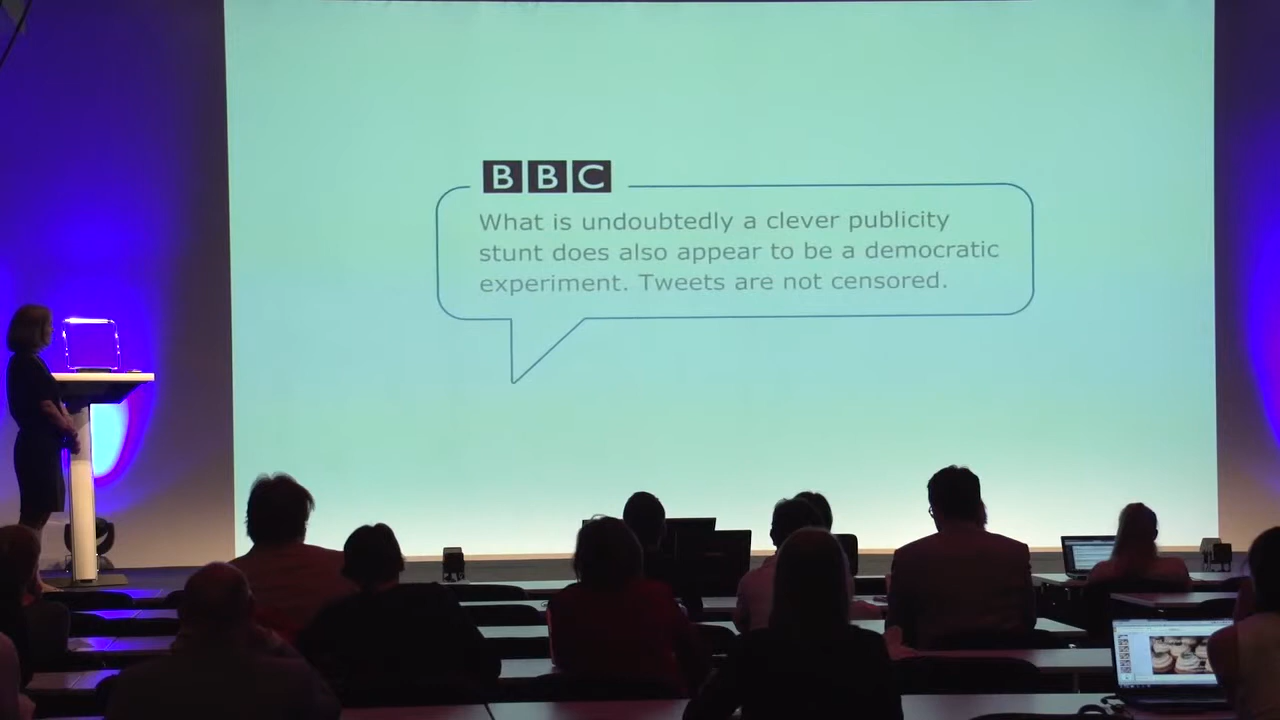 BBC
What is undoubtedly a clever publicity
stunt does also appear to be a democratic
experiment. Tweets are not censored.